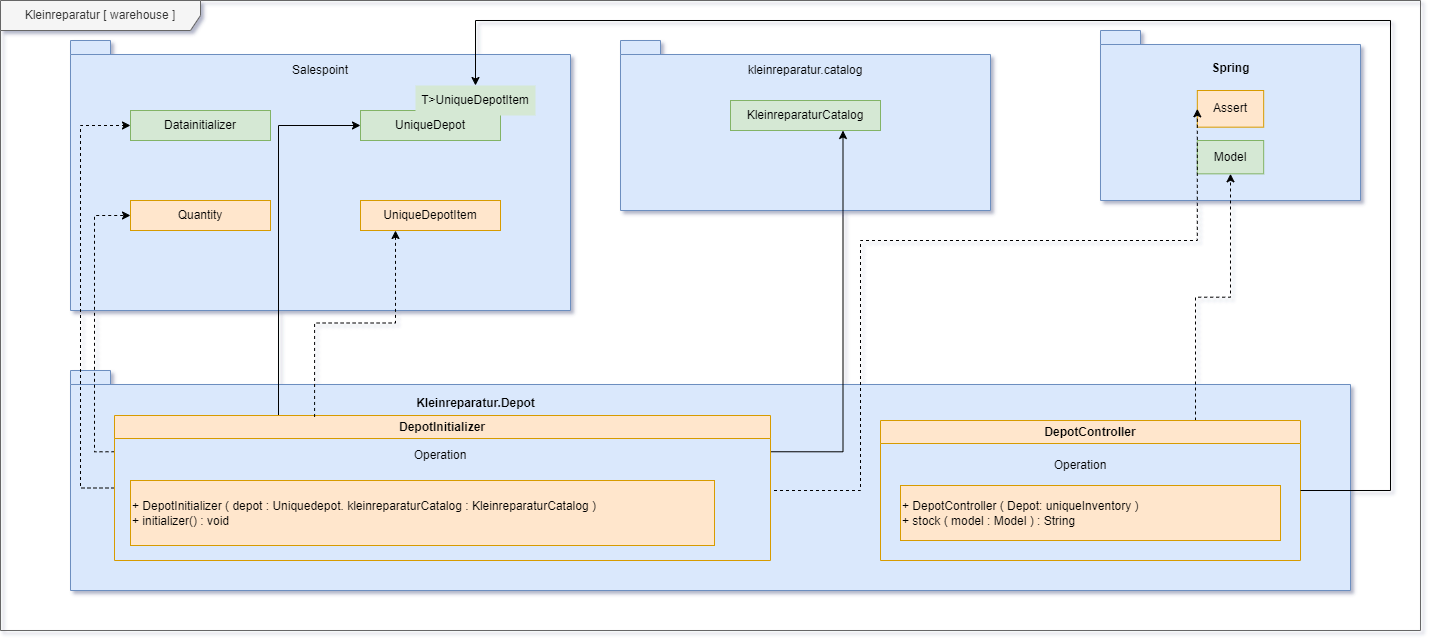 Kleinreparatur [ warehouse ]
Salespoint
T>UniqueDepotItem
Datainitializer
UniqueDepot
Quantity
UniqueDepotItem
kleinreparatur.catalog
KleinreparaturCatalog
Spring
Assert
Model
Kleinreparatur.Depot
DepotInitializer
Operation
+ DepotInitializer ( depot : Uniquedepot. kleinreparaturCatalog : KleinreparaturCatalog )
+ initializer() : void
DepotController
Operation
+ DepotController ( Depot: uniqueInventory )
+ stock ( model : Model ) : String